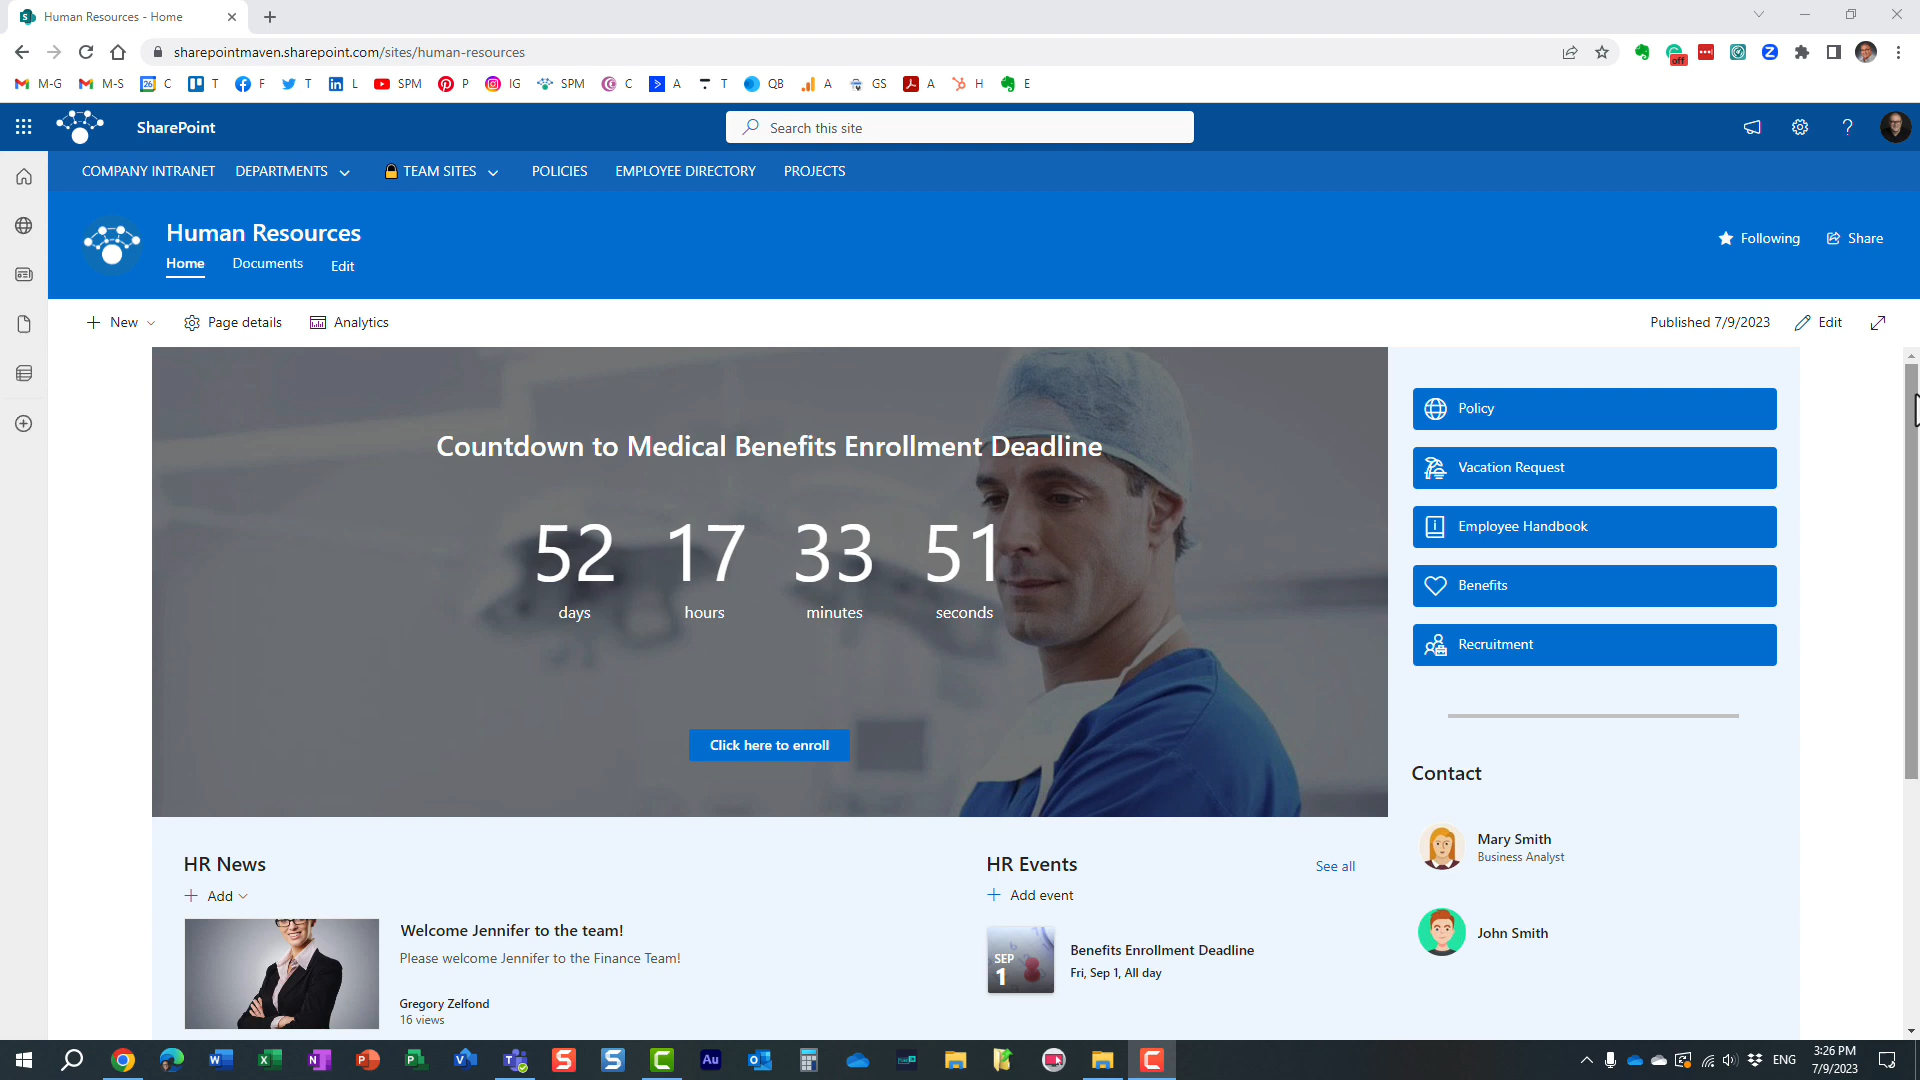 Human Resources - Home
sharepointmaven.sharepoint.com/sites/human-resources
off
M-G M-S 26 C T F T L SPM P IG SPM C A T QB A GS A H E
SharePoint
Search this site
COMPANY INTRANET DEPARTMENTS TEAM SITES POLICIES EMPLOYEE DIRECTORY PROJECTS
Human Resources
Home Documents Edit
Following Share
New Page details Analytics
Published 7/9/2023 Edit
Countdown to Medical Benefits Enrollment Deadline
52 17 33 51
days hours minutes seconds
Click here to enroll
Policy
Vacation Request
Employee Handbook
Benefits
Recruitment
Contact
Mary Smith
Business Analyst
John Smith
HR News
Add
Welcome Jennifer to the team!
Please welcome Jennifer to the Finance Team!
Gregory Zelfond
16 views
HR Events
See all
Add event
SEP
1
Benefits Enrollment Deadline
Fri, Sep 1, All day
ENG
3:26 PM
7/9/2023